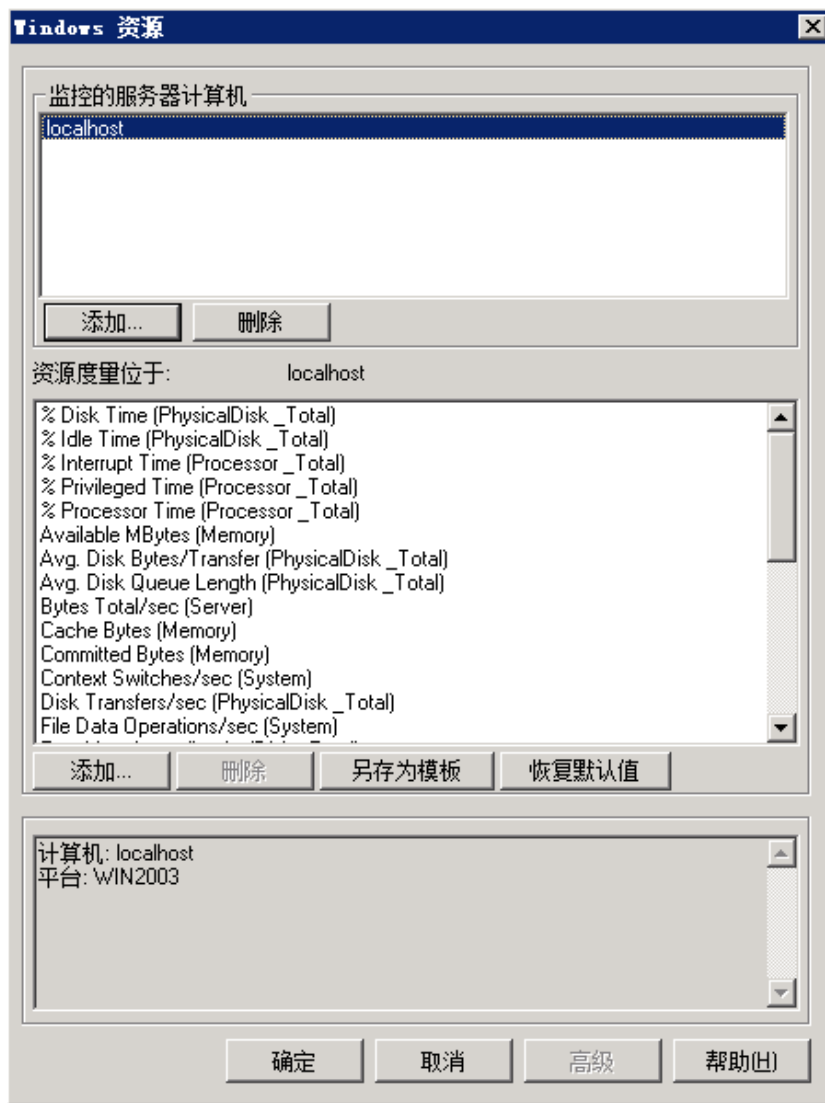 Windows 资源
监控的服务器计算机
localhost
添加... 删除
资源度量位于: localhost
% Disk Time (PhysicalDisk _Total)
% Idle Time (PhysicalDisk _Total)
% Interrupt Time (Processor _Total)
% Privileged Time (Processor _Total)
% Processor Time (Processor _Total)
Available MBytes (Memory)
Avg. Disk Bytes/Transfer (PhysicalDisk _Total)
Avg. Disk Queue Length (PhysicalDisk _Total)
Bytes Total/sec (Server)
Cache Bytes (Memory)
Committed Bytes (Memory)
Context Switches/sec (System)
Disk Transfers/sec (PhysicalDisk _Total)
File Data Operations/sec (System)
添加... 删除 另存为模板 恢复默认值
计算机: localhost
平台: WIN2003
确定 取消 高级 帮助(H)